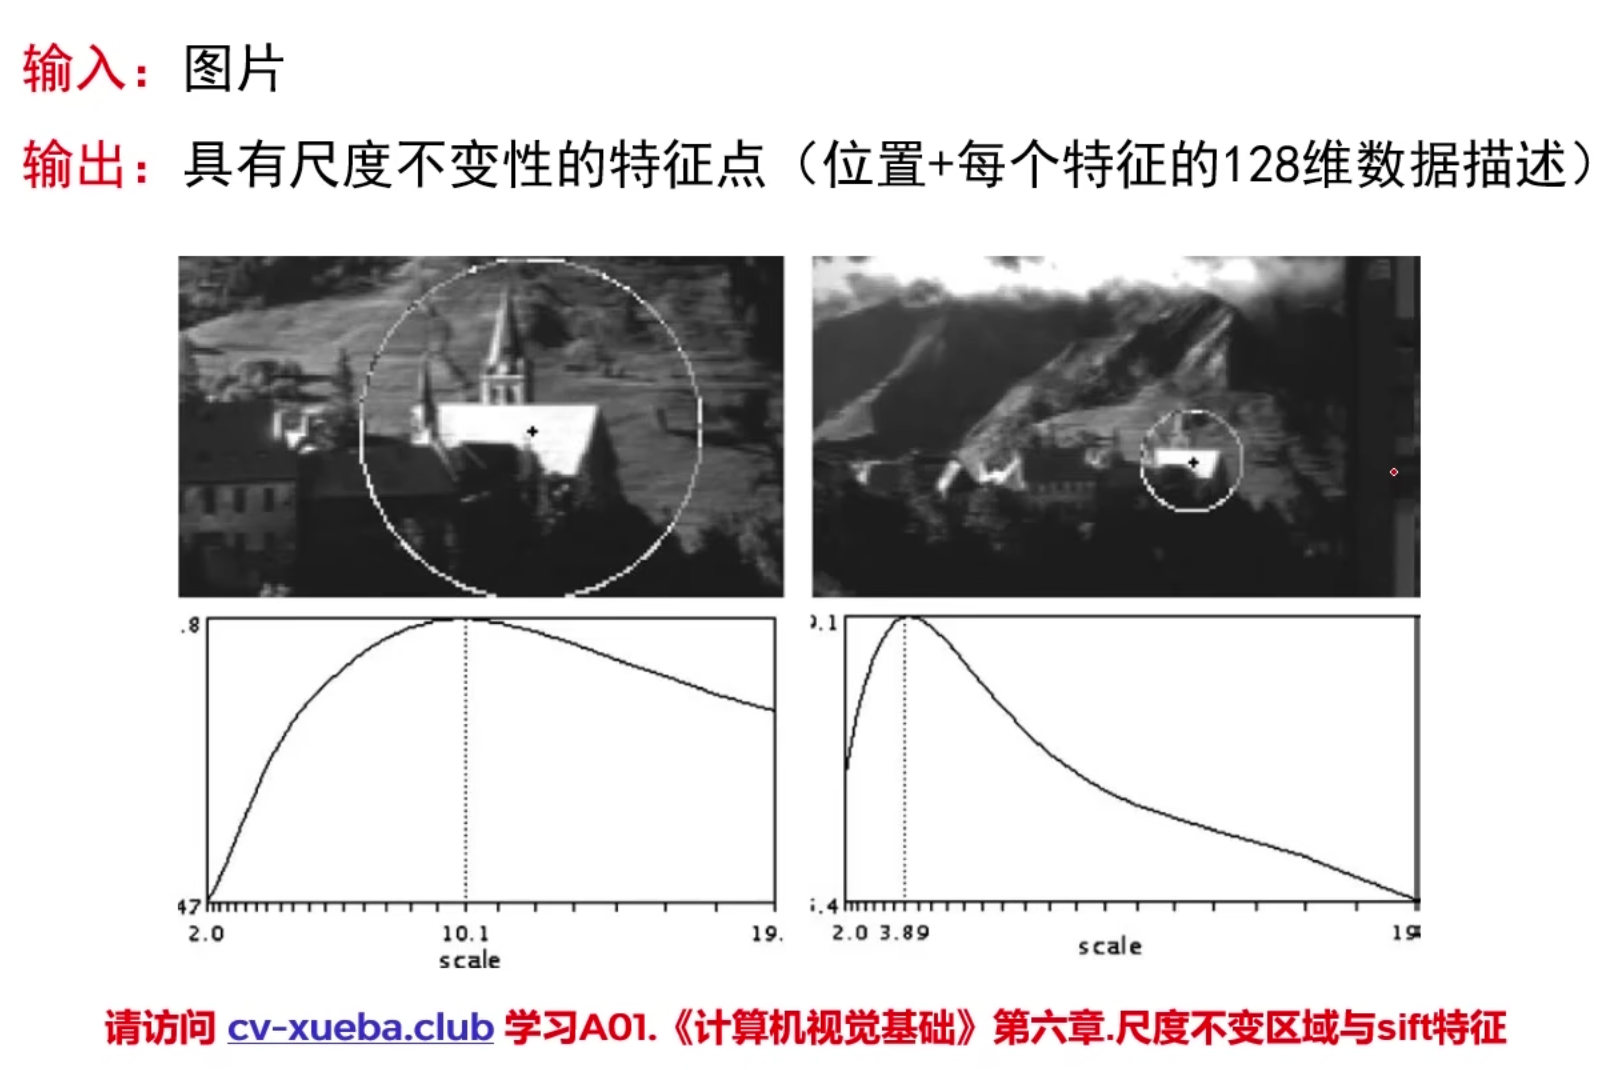 输入：图片
输出：具有尺度不变性的特征点（位置+每个特征的128维数据描述）
.8
47
2.0 10.1 19.
scale
.1
.4
2.0 3.89 19
scale
请访问 cv-xueba.club 学习A01.《计算机视觉基础》第六章.尺度不变区域与sift特征